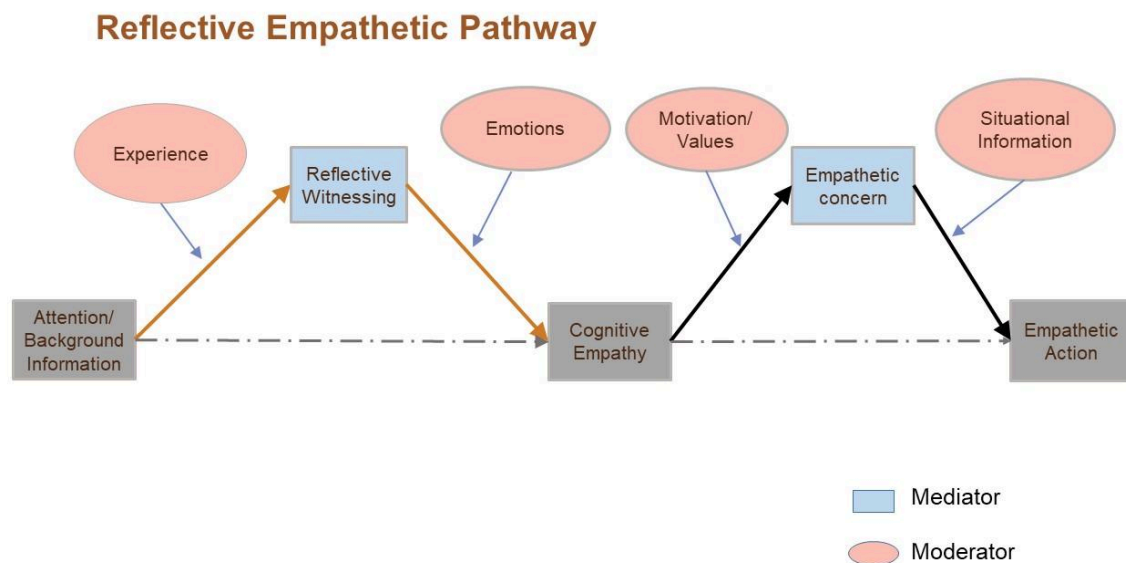 Reflective Empathetic Pathway
Experience
Emotions
Motivation/
Values
Situational
Information
Reflective
Witnessing
Empathetic
concern
Attention/
Background
Information
Cognitive
Empathy
Empathetic
Action
Mediator
Moderator